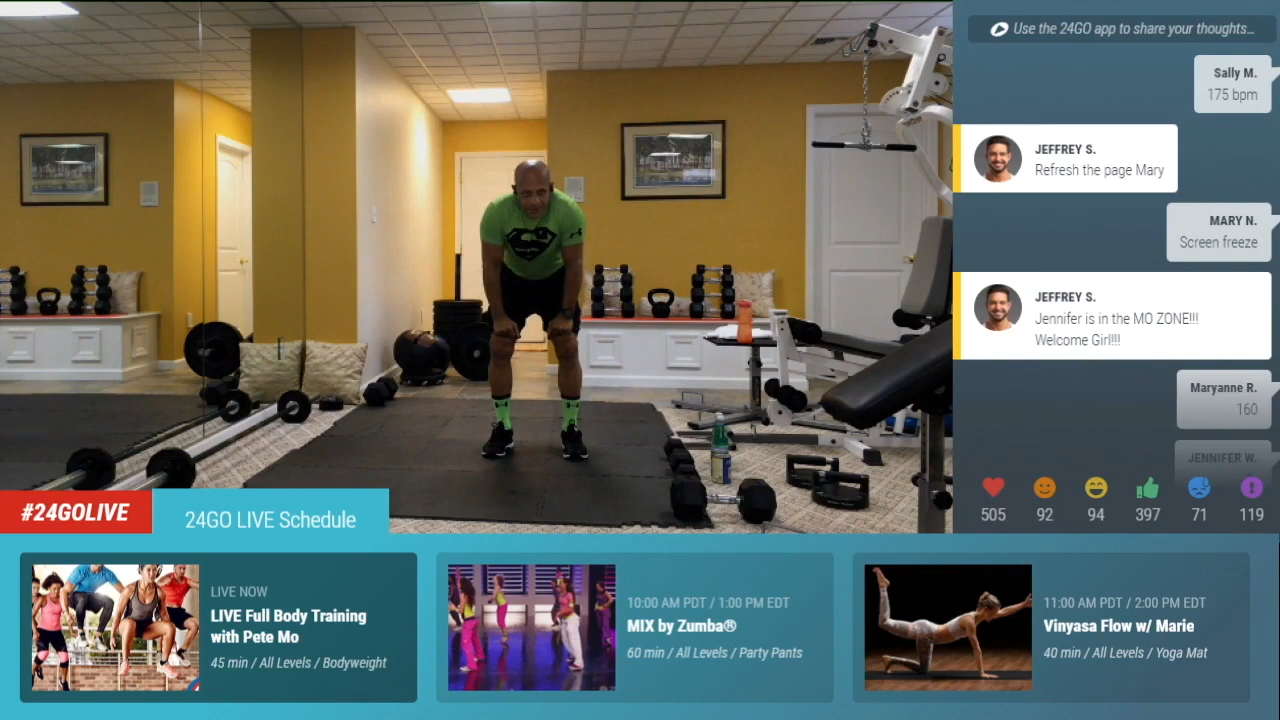 Use the 24GO app to share your thoughts...
Sally M.
175 bpm
JEFFREY S.
Refresh the page Mary
MARY N.
Screen freeze
JEFFREY S.
Jennifer is in the MO ZONE!!!
Welcome Girl!!!!
Maryanne R.
160
JENNIFER W.
505
92
94
397
71
119
#24GOLIVE
24GO LIVE Schedule
LIVE NOW
LIVE Full Body Training
with Pete Mo
45 min / All Levels / Bodyweight
10:00 AM PDT / 1:00 PM EDT
MIX by Zumba®
60 min / All Levels / Party Pants
11:00 AM PDT / 2:00 PM EDT
Vinyasa Flow w/ Marie
40 min / All Levels / Yoga Mat